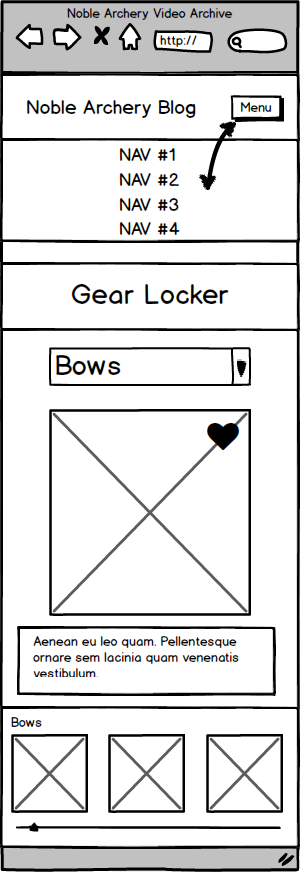 Noble Archery Video Archive
http://
Noble Archery Blog
Menu
NAV #1
NAV #2
NAV #3
NAV #4
Gear Locker
Bows
Aenean eu leo quam. Pellentesque
ornare sem lacinia quam venenatis
vestibulum.
Bows